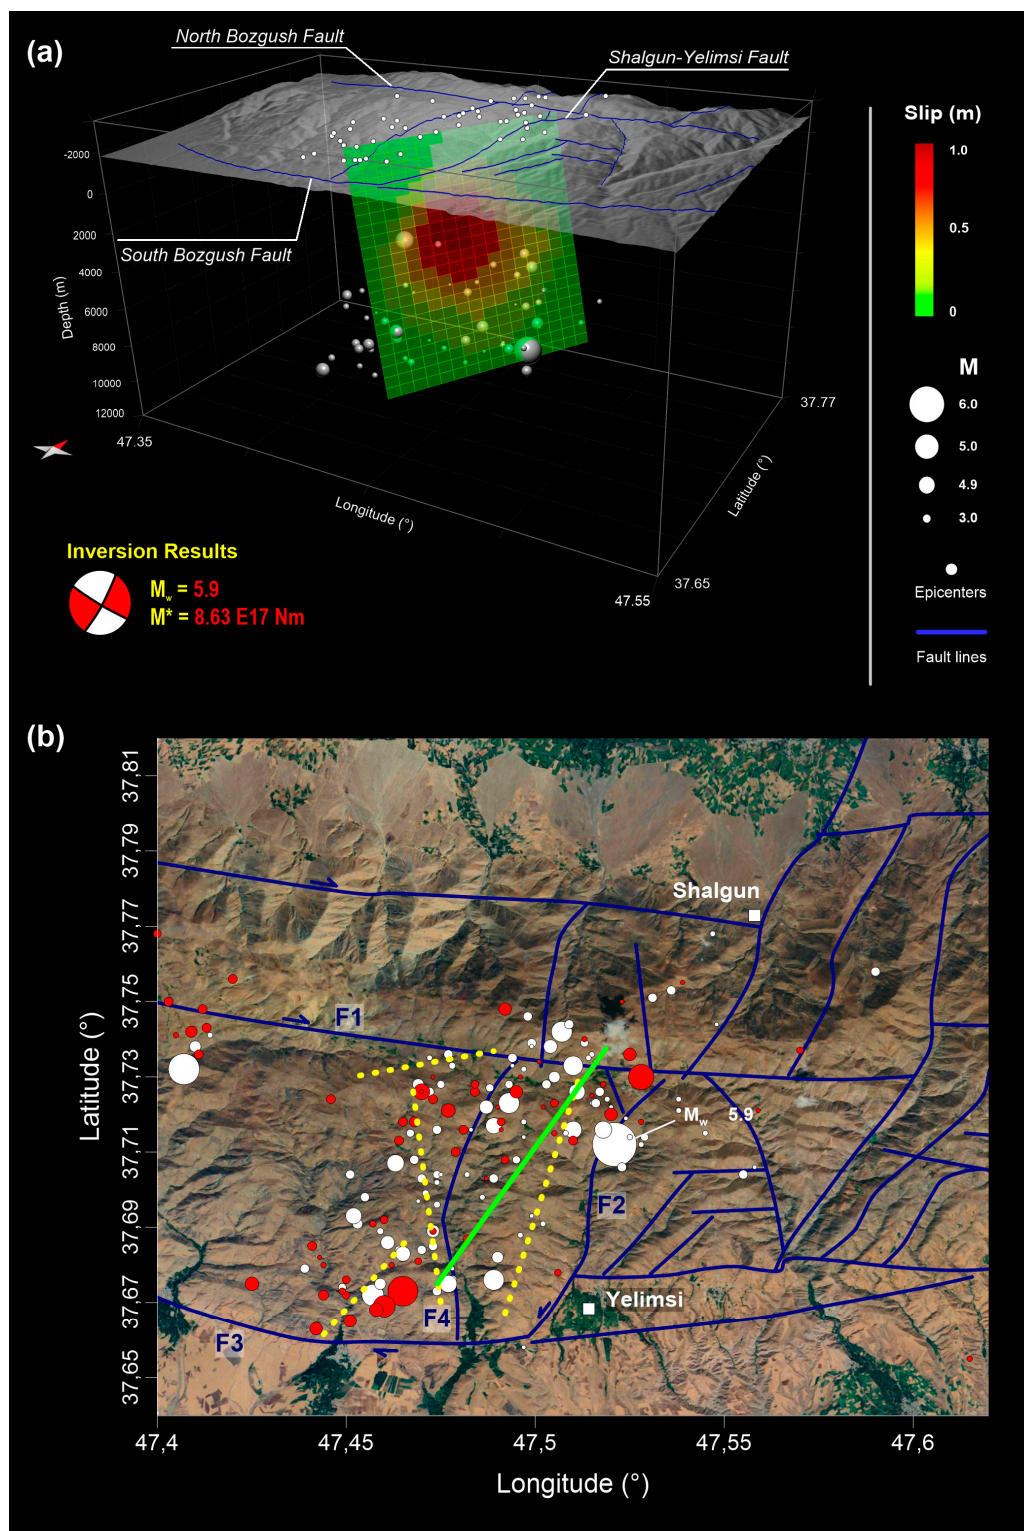 (a)
North Bozgush Fault
Shalgun-Yelimsi Fault
South Bozgush Fault
Depth (m)
-2000
0
2000
4000
6000
8000
10000
12000
47.35
Longitude (°)
47.55
37.65
Latitude (°)
37.77
Inversion Results
Mw = 5.9
M* = 8.63 E17 Nm
Slip (m)
1.0
0.5
0
M
6.0
5.0
4.9
3.0
Epicenters
Fault lines
(b)
Latitude (°)
37,81
37,79
37,77
37,75
37,73
37,71
37,69
37,67
37,65
Shalgun
F1
Mw 5.9
F2
Yelimsi
F4
F3
47,4
47,45
47,5
47,55
47,6
Longitude (°)